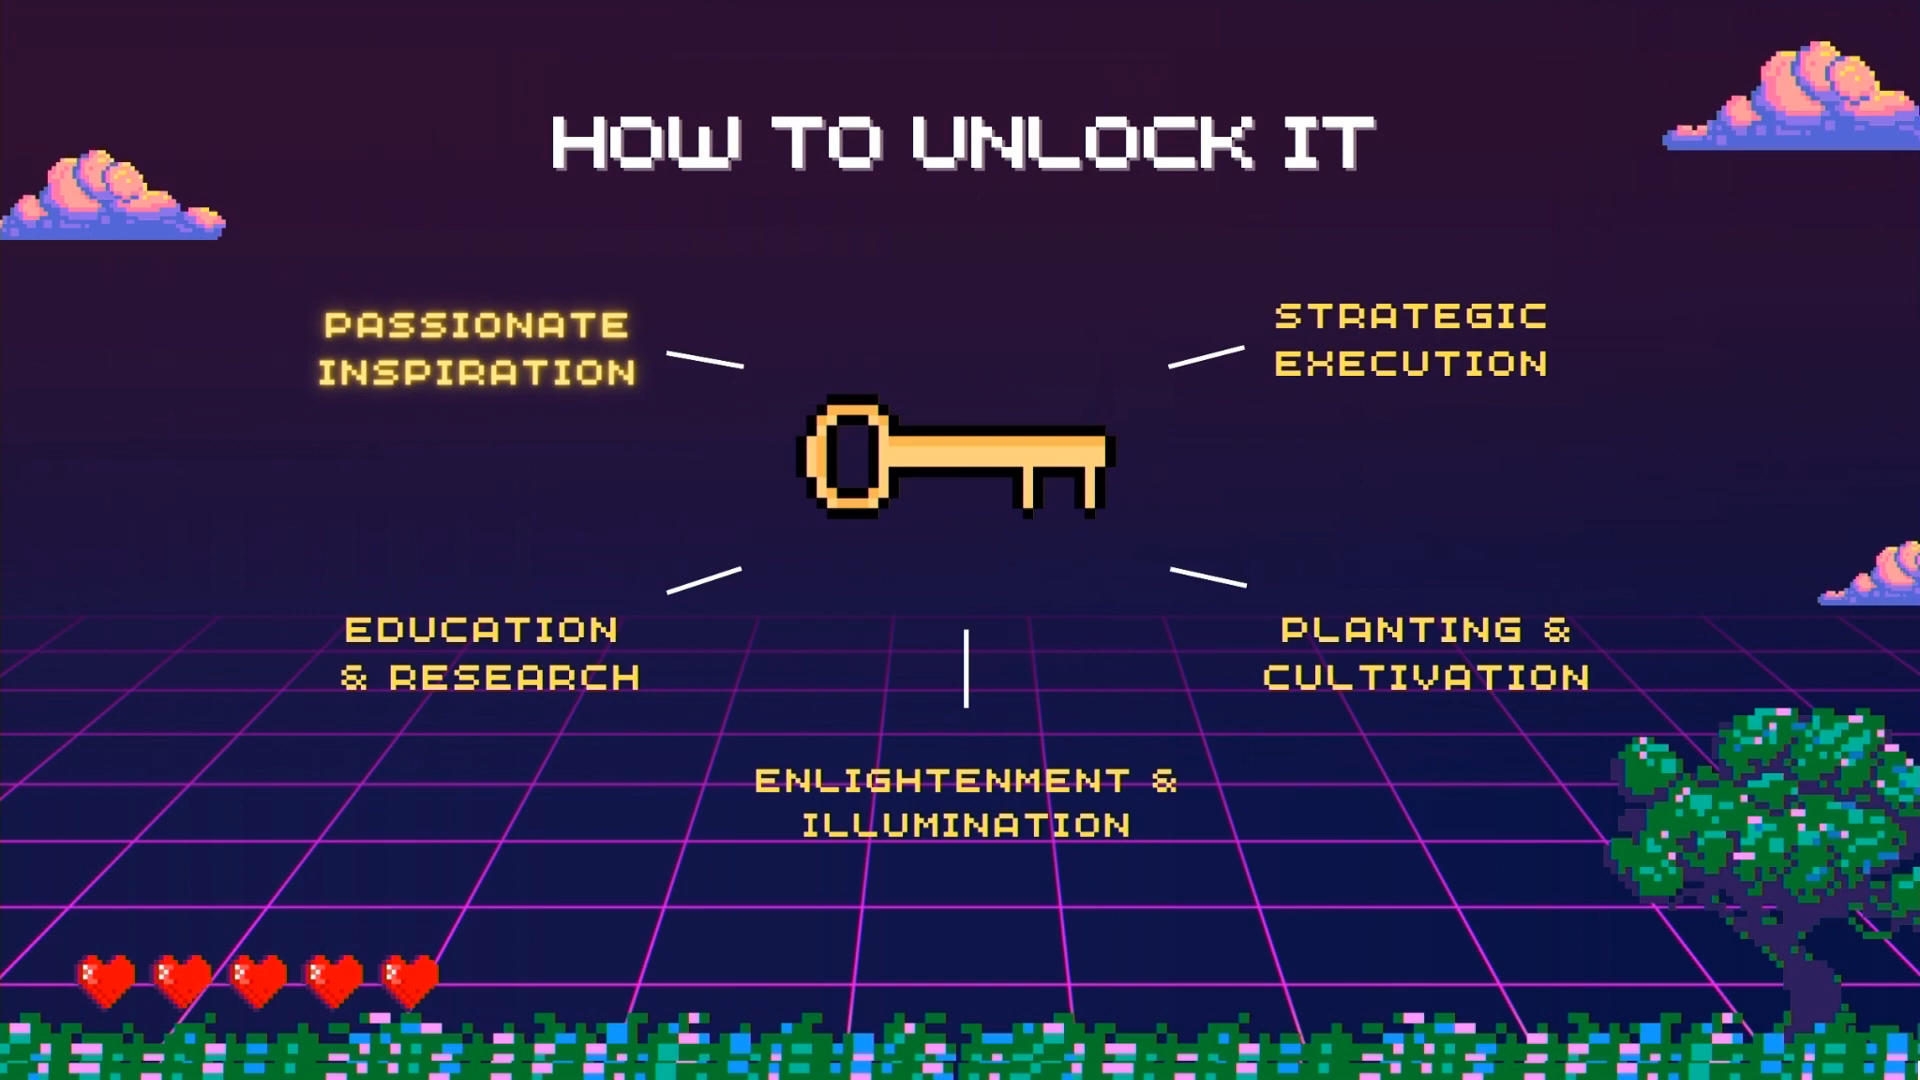 HOW TO UNLOCK IT
PASSIONATE
INSPIRATION
STRATEGIC
EXECUTION
EDUCATION
& RESEARCH
PLANTING &
CULTIVATION
ENLIGHTENMENT &
ILLUMINATION